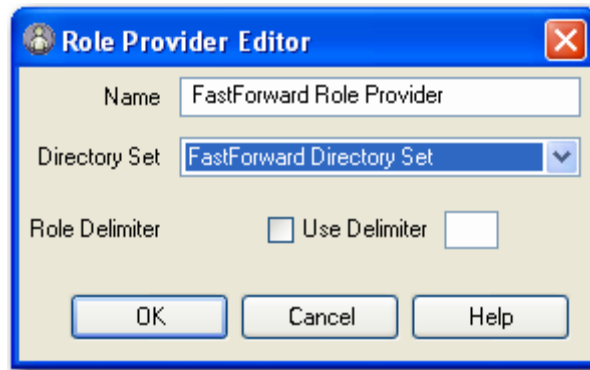 Role Provider Editor
Name FastForward Role Provider
Directory Set FastForward Directory Set
Role Delimiter Use Delimiter
OK Cancel Help